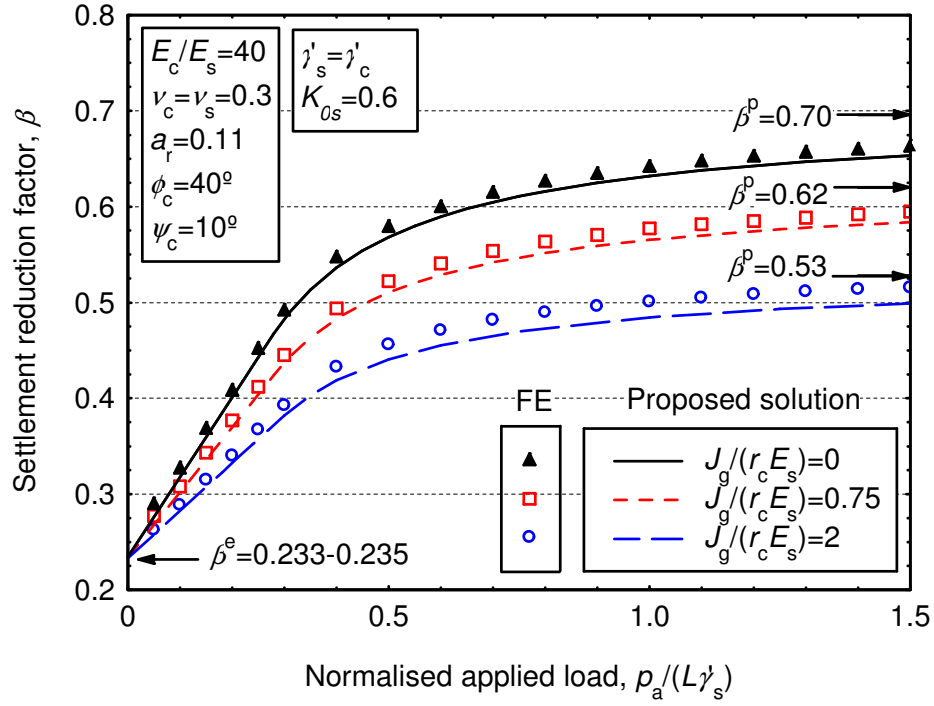 0.8
0.7
0.6
0.5
0.4
0.3
0.2
Settlement reduction factor, β
E_c/E_s=40
ν_c=ν_s=0.3
a_r=0.11
ϕ_c=40º
ψ_c=10º
γ'_s=γ'_c
K_0s=0.6
β^p=0.70
β^p=0.62
β^p=0.53
β^e=0.233-0.235
FE
Proposed solution
J_g/(r_cE_s)=0
J_g/(r_cE_s)=0.75
J_g/(r_cE_s)=2
0 0.5 1.0 1.5
Normalised applied load, p_a/(Lγ'_s)